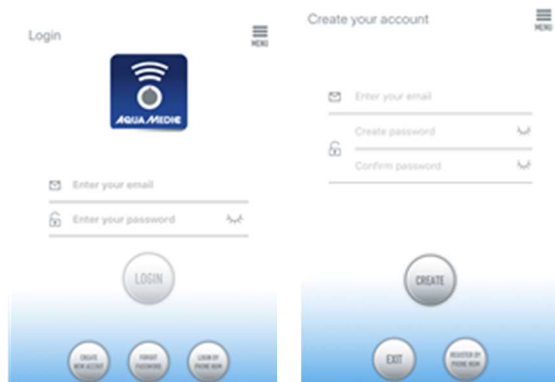 Login
MENU
AQUA MEDIC
Enter your email
Enter your password
LOGIN
CREATE
NEW ACCOUNT
FORGOT
PASSWORD
LOGIN BY
PHONE NUM
Create your account
MENU
Enter your email
Create password
Confirm password
CREATE
EXIT
REGISTER BY
PHONE NUM